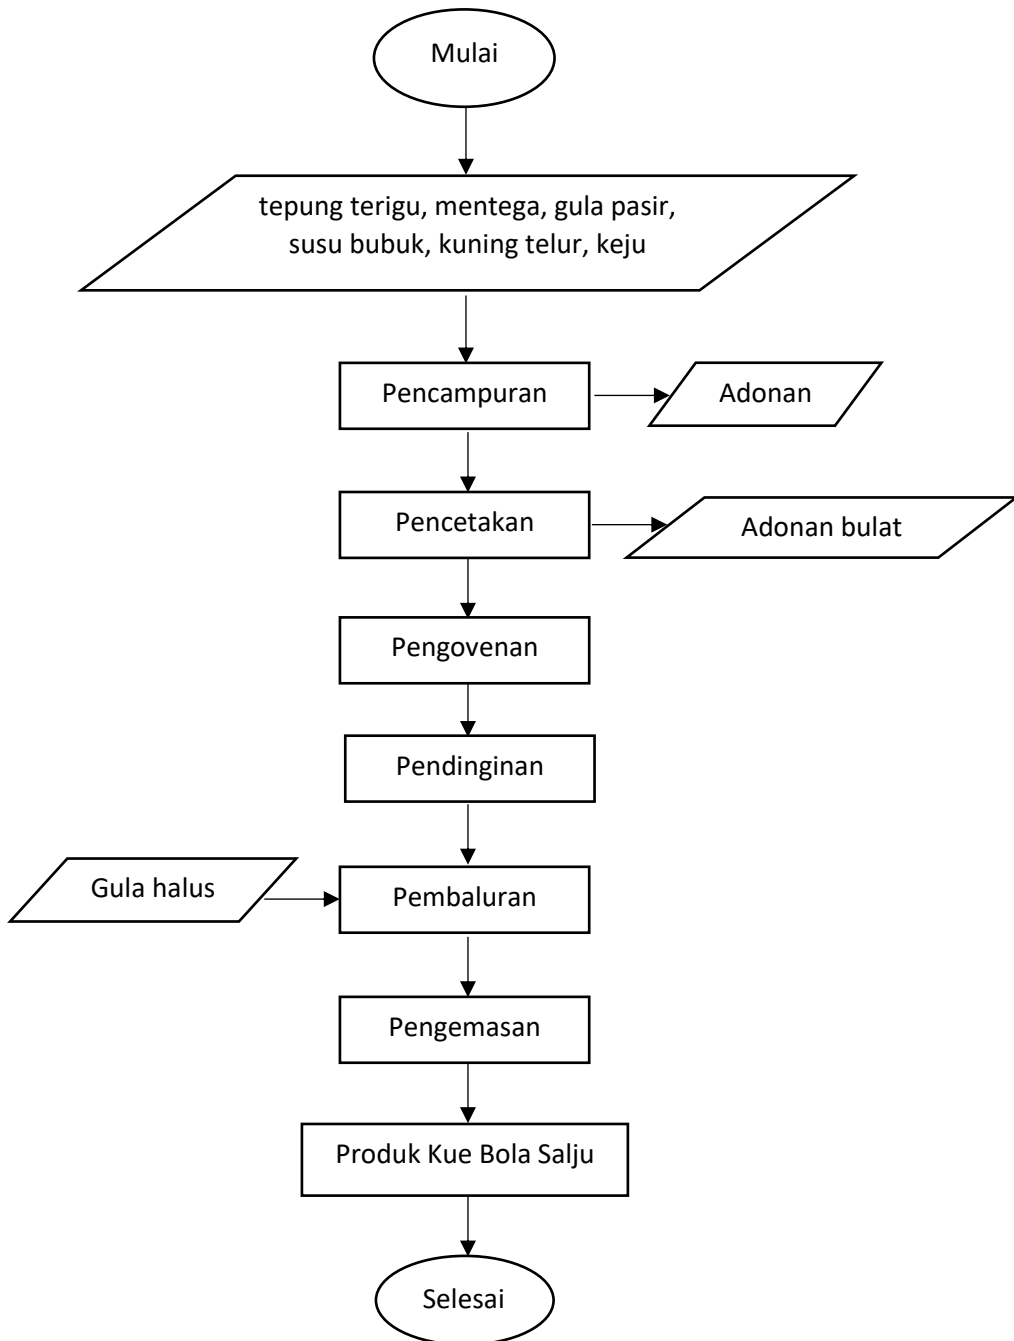 Mulai
tepung terigu, mentega, gula pasir,
susu bubuk, kuning telur, keju
Pencampuran
Adonan
Pencetakan
Adonan bulat
Pengovenan
Pendinginan
Gula halus
Pembaluran
Pengemasan
Produk Kue Bola Salju
Selesai